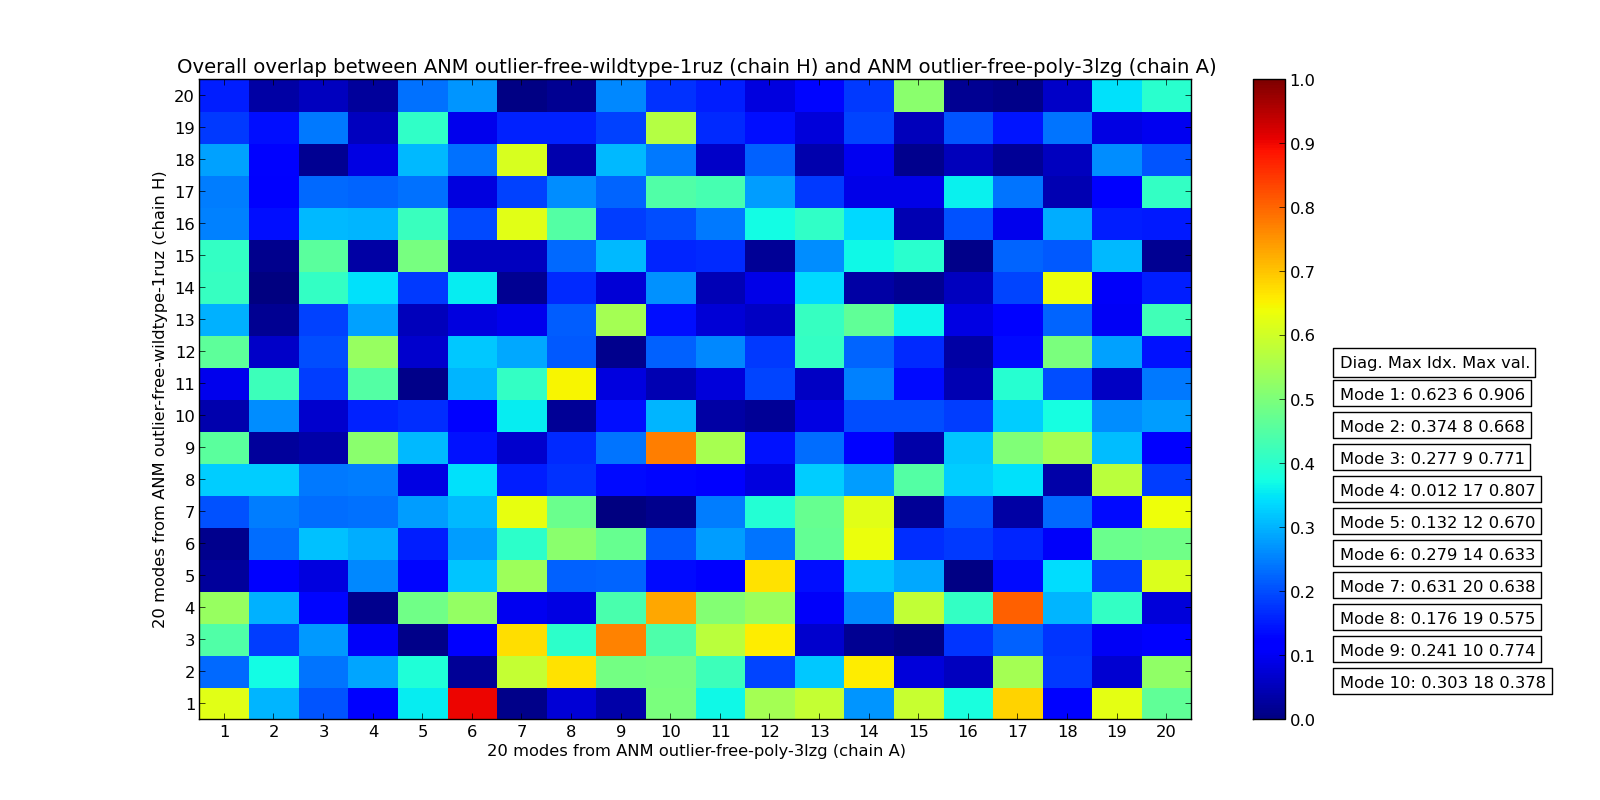 Overall overlap between ANM outlier-free-wildtype-1ruz (chain H) and ANM outlier-free-poly-3lzg (chain A)
20 modes from ANM outlier-free-wildtype-1ruz (chain H)
20
19
18
17
16
15
14
13
12
11
10
9
8
7
6
5
4
3
2
1
1 2 3 4 5 6 7 8 9 10 11 12 13 14 15 16 17 18 19 20
20 modes from ANM outlier-free-poly-3lzg (chain A)
1.0
0.9
0.8
0.7
0.6
0.5
0.4
0.3
0.2
0.1
0.0
Diag. Max Idx. Max val.
Mode 1: 0.623 6 0.906
Mode 2: 0.374 8 0.668
Mode 3: 0.277 9 0.771
Mode 4: 0.012 17 0.807
Mode 5: 0.132 12 0.670
Mode 6: 0.279 14 0.633
Mode 7: 0.631 20 0.638
Mode 8: 0.176 19 0.575
Mode 9: 0.241 10 0.774
Mode 10: 0.303 18 0.378